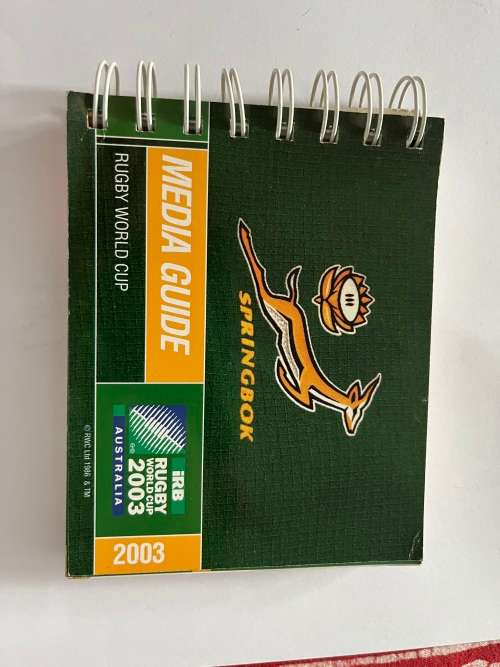 SPRINGBOK
MEDIA GUIDE
RUGBY WORLD CUP
iRB
RUGBY
WORLD CUP
2003
AUSTRALIA
© RWC Ltd 1986 & TM
2003